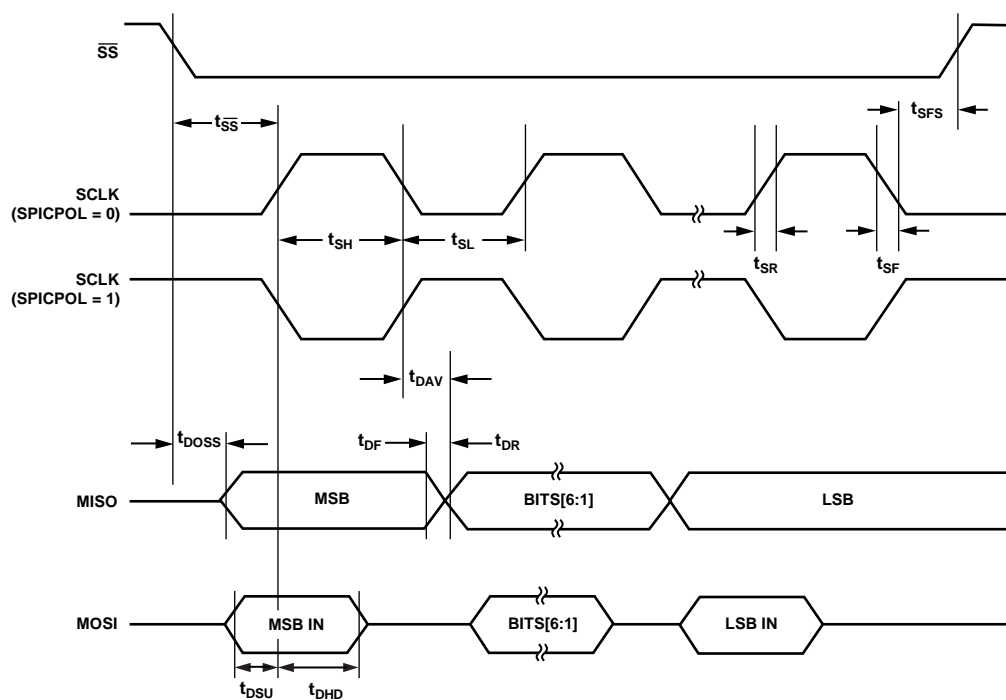 SS
tSS
tSFS
SCLK
(SPICPOL = 0)
tSH
tSL
tSR
tSF
SCLK
(SPICPOL = 1)
tDAV
tDOSS
tDF
tDR
MISO
MSB
BITS[6:1]
LSB
MOSI
MSB IN
BITS[6:1]
LSB IN
tDSU
tDHD